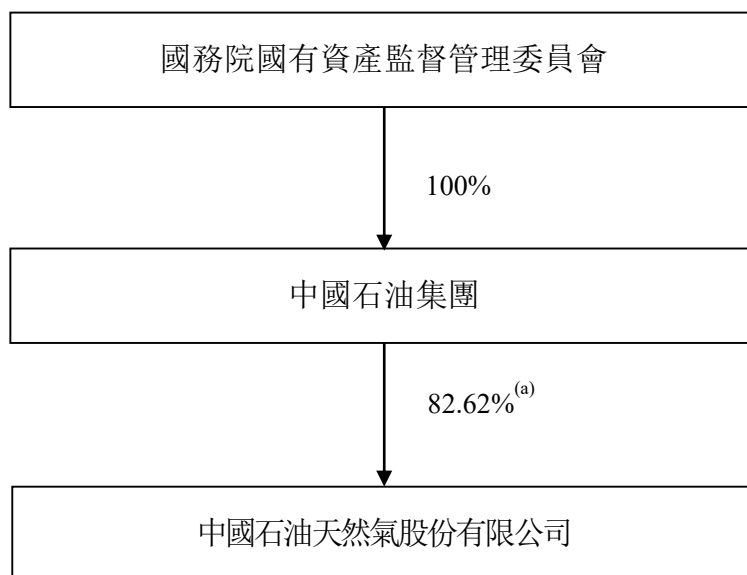 國務院國有資產監督管理委員會
100%
中國石油集團
82.62%(a)
中國石油天然氣股份有限公司